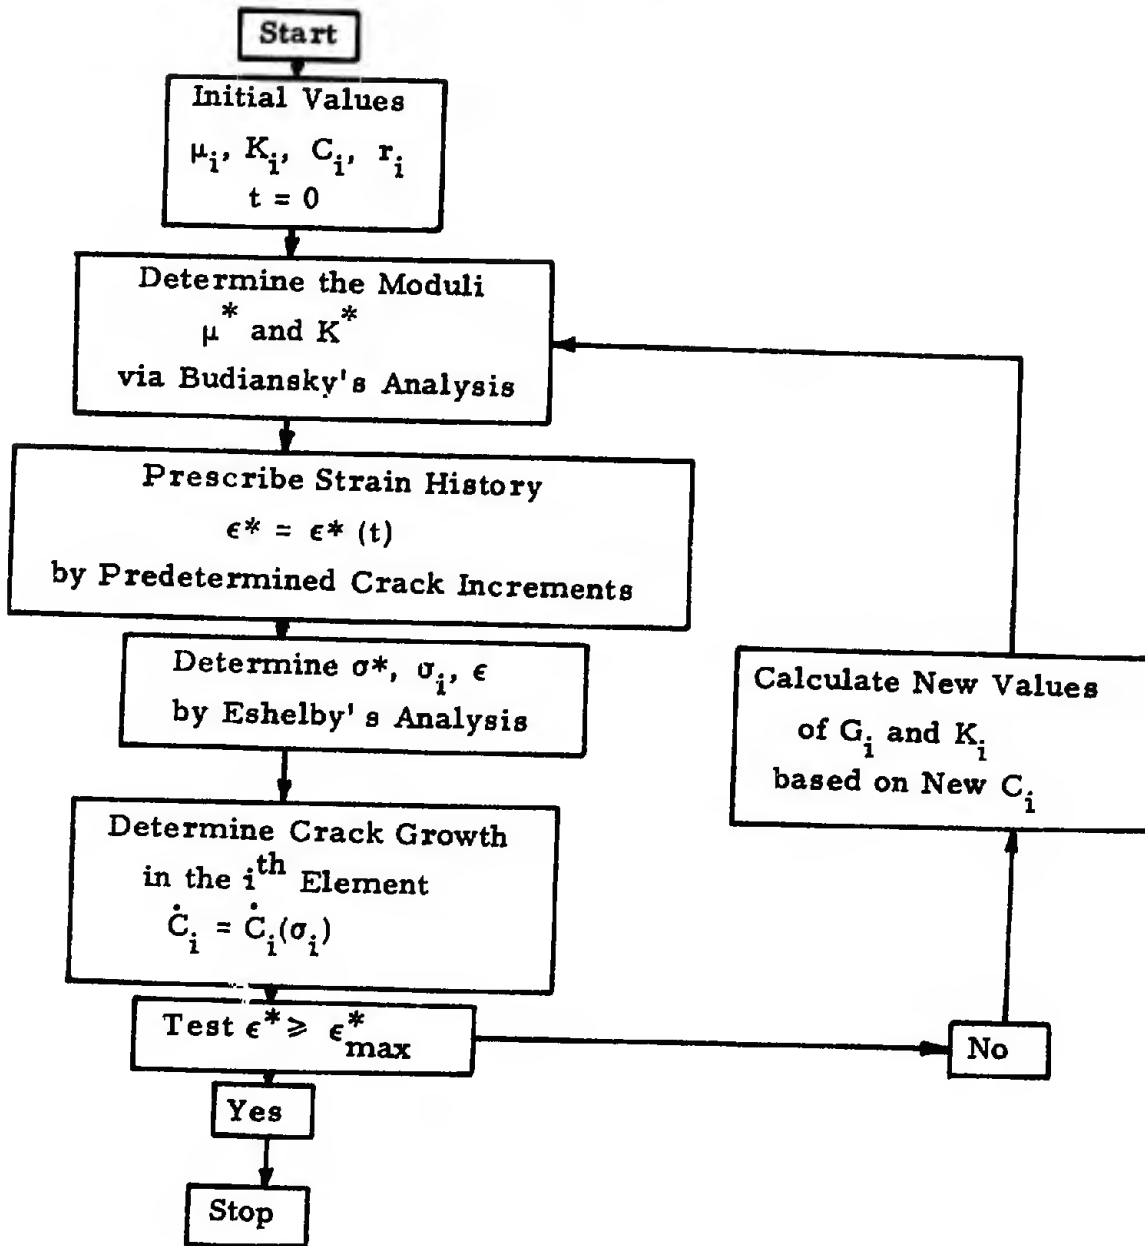 Start
Initial Values
μi, Ki, Ci, ri
t = 0
Determine the Moduli
μ* and K*
via Budiansky's Analysis
Prescribe Strain History
ϵ* = ϵ* (t)
by Predetermined Crack Increments
Determine σ*, σi, ϵ
by Eshelby's Analysis
Determine Crack Growth
in the ith Element
Ċi = Ċi(σi)
Test ϵ* ⩾ ϵ*max
No
Calculate New Values
of Gi and Ki
based on New Ci
Yes
Stop